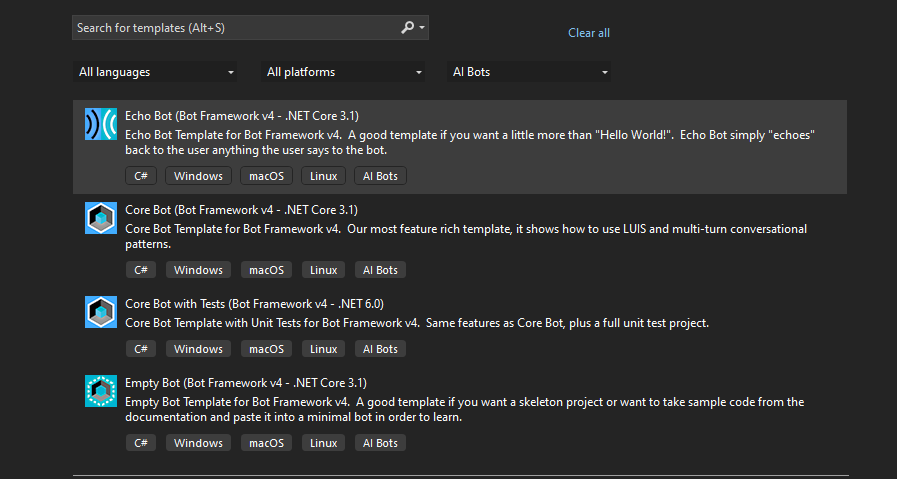 Search for templates (Alt+S)
Clear all
All languages
All platforms
AI Bots
Echo Bot (Bot Framework v4 - .NET Core 3.1)
Echo Bot Template for Bot Framework v4.  A good template if you want a little more than "Hello World!".  Echo Bot simply "echoes"
back to the user anything the user says to the bot.
C# Windows macOS Linux AI Bots
Core Bot (Bot Framework v4 - .NET Core 3.1)
Core Bot Template for Bot Framework v4.  Our most feature rich template, it shows how to use LUIS and multi-turn conversational
patterns.
C# Windows macOS Linux AI Bots
Core Bot with Tests (Bot Framework v4 - .NET 6.0)
Core Bot Template with Unit Tests for Bot Framework v4.  Same features as Core Bot, plus a full unit test project.
C# Windows macOS Linux AI Bots
Empty Bot (Bot Framework v4 - .NET Core 3.1)
Empty Bot Template for Bot Framework v4.  A good template if you want a skeleton project or want to take sample code from the
documentation and paste it into a minimal bot in order to learn.
C# Windows macOS Linux AI Bots